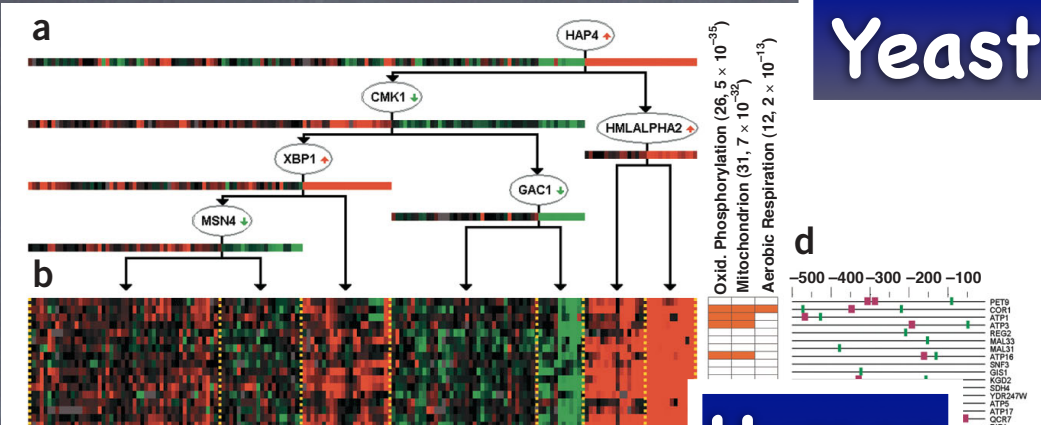 a
Yeast
HAP4
CMK1
HMLALPHA2
XBP1
GAC1
MSN4
b
Oxid. Phosphorylation (26, 5 × 10⁻³⁵)
Mitochondrion (31, 7 × 10⁻³²)
Aerobic Respiration (12, 2 × 10⁻¹³)
d
−500 −400 −300 −200 −100
PET9
COR1
ATP1
ATP3
REG2
MAL33
MAL31
ATP16
SNF3
GIS1
KGD2
SDH4
YDR247W
ATP5
ATP17
QCR7